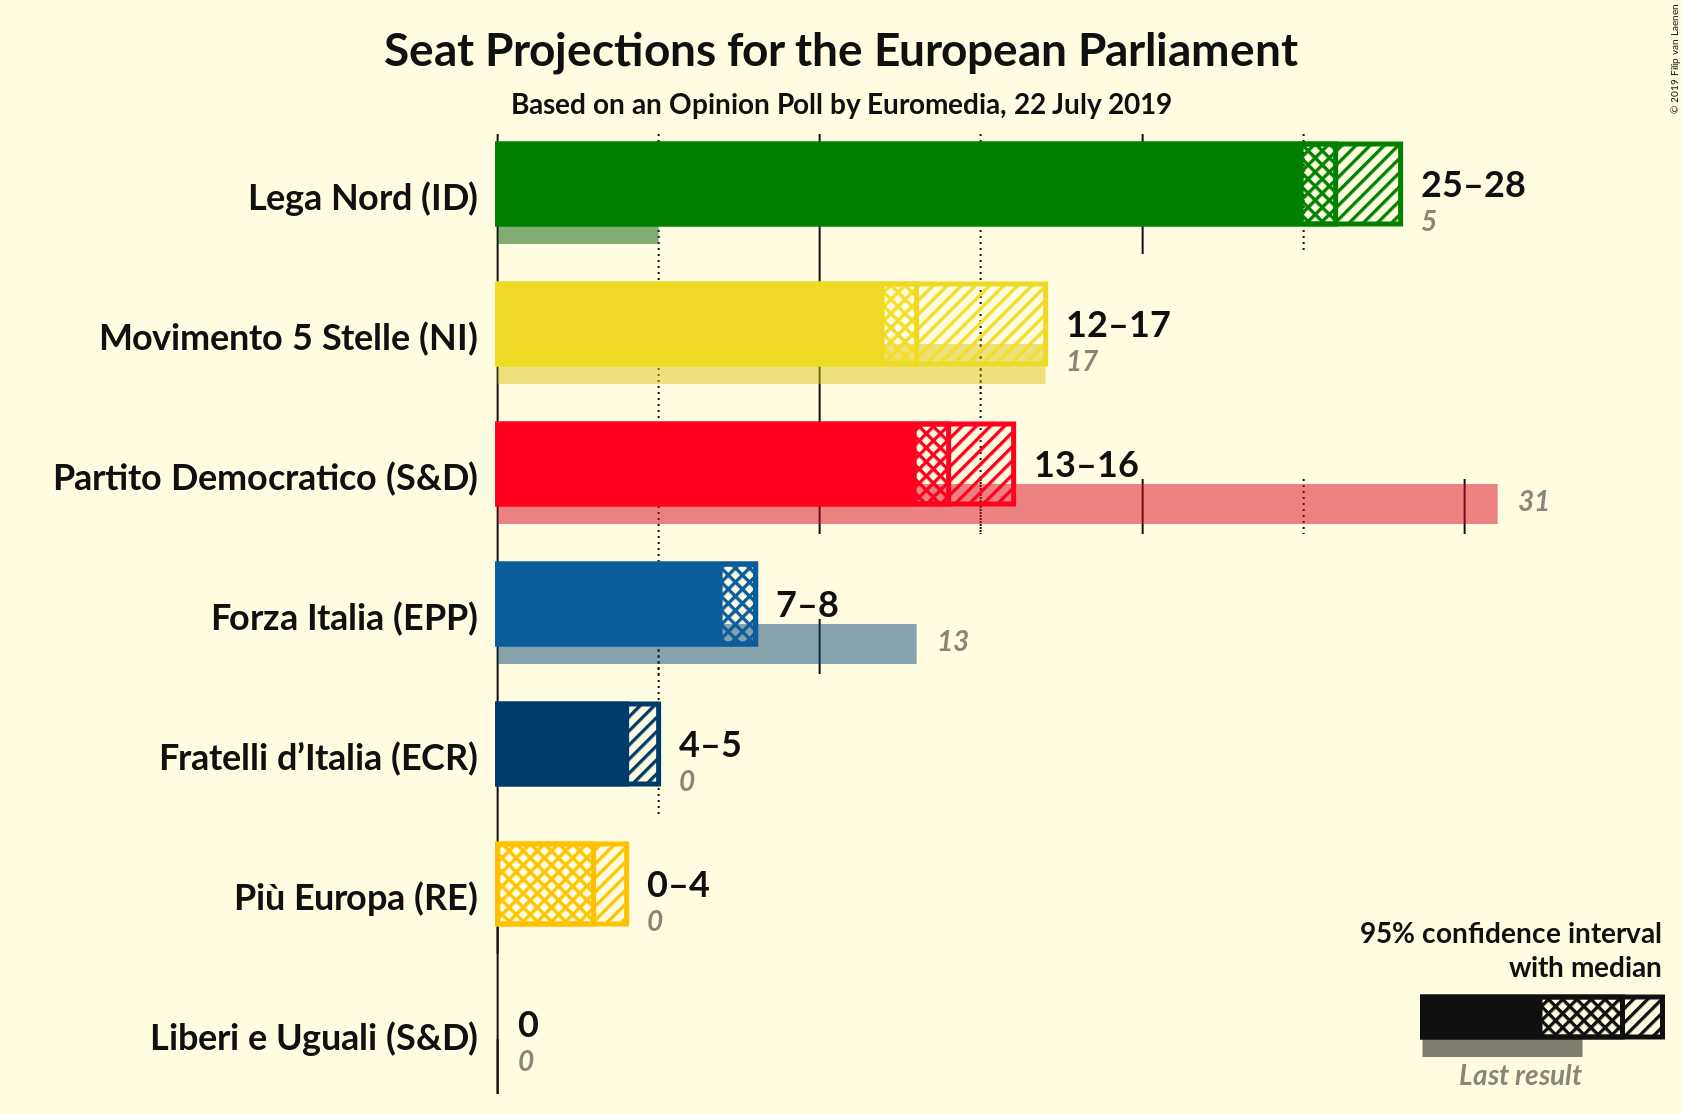 Seat Projections for the European Parliament
Based on an Opinion Poll by Euromedia, 22 July 2019
© 2019 Filip van Laenen
Lega Nord (ID)
25–28
5
Movimento 5 Stelle (NI)
12–17
17
Partito Democratico (S&D)
13–16
31
Forza Italia (EPP)
7–8
13
Fratelli d’Italia (ECR)
4–5
0
Più Europa (RE)
0–4
0
Liberi e Uguali (S&D)
0
0
95% confidence interval
with median
Last result